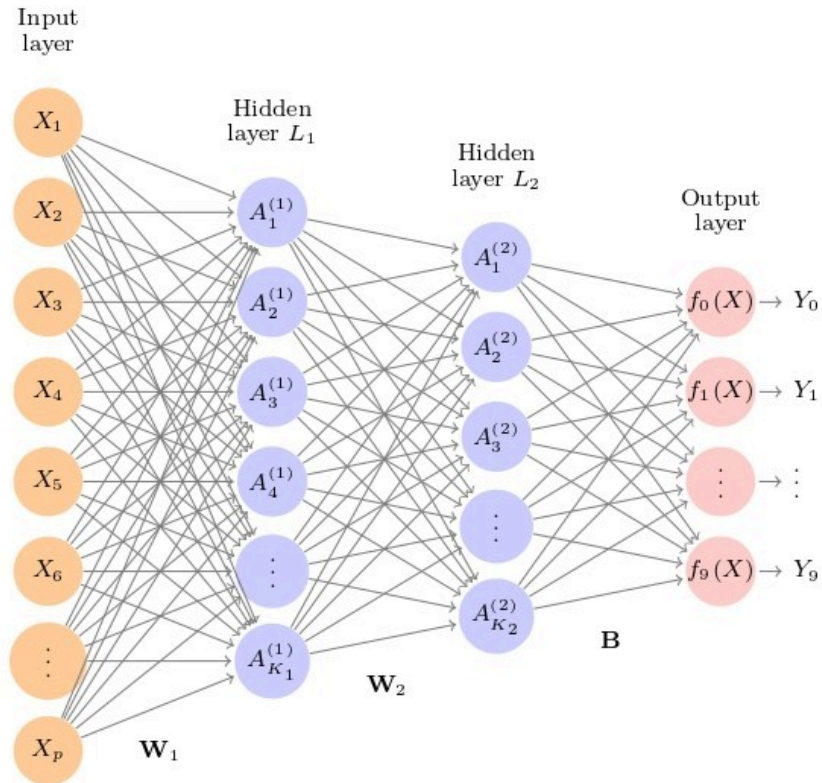 Input
layer
X₁
X₂
X₃
X₄
X₅
X₆
⋮
Xₚ
W₁
Hidden
layer L₁
A₁⁽¹⁾
A₂⁽¹⁾
A₃⁽¹⁾
A₄⁽¹⁾
⋮
A_{K₁}⁽¹⁾
W₂
Hidden
layer L₂
A₁⁽²⁾
A₂⁽²⁾
A₃⁽²⁾
⋮
A_{K₂}⁽²⁾
B
Output
layer
f₀(X) → Y₀
f₁(X) → Y₁
⋮ → ⋮
f₉(X) → Y₉